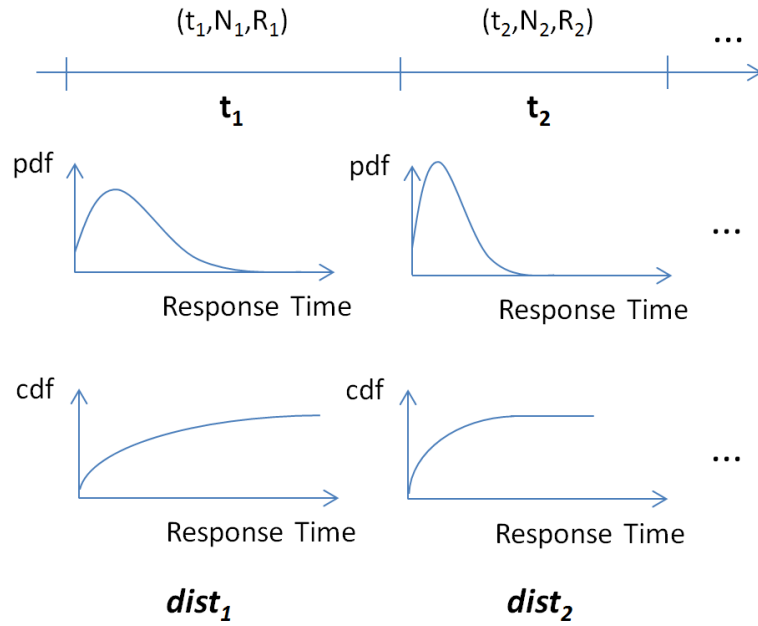 (t₁,N₁,R₁) (t₂,N₂,R₂) ...
t₁ t₂
pdf pdf ...
Response Time Response Time
cdf cdf ...
Response Time Response Time
dist₁ dist₂